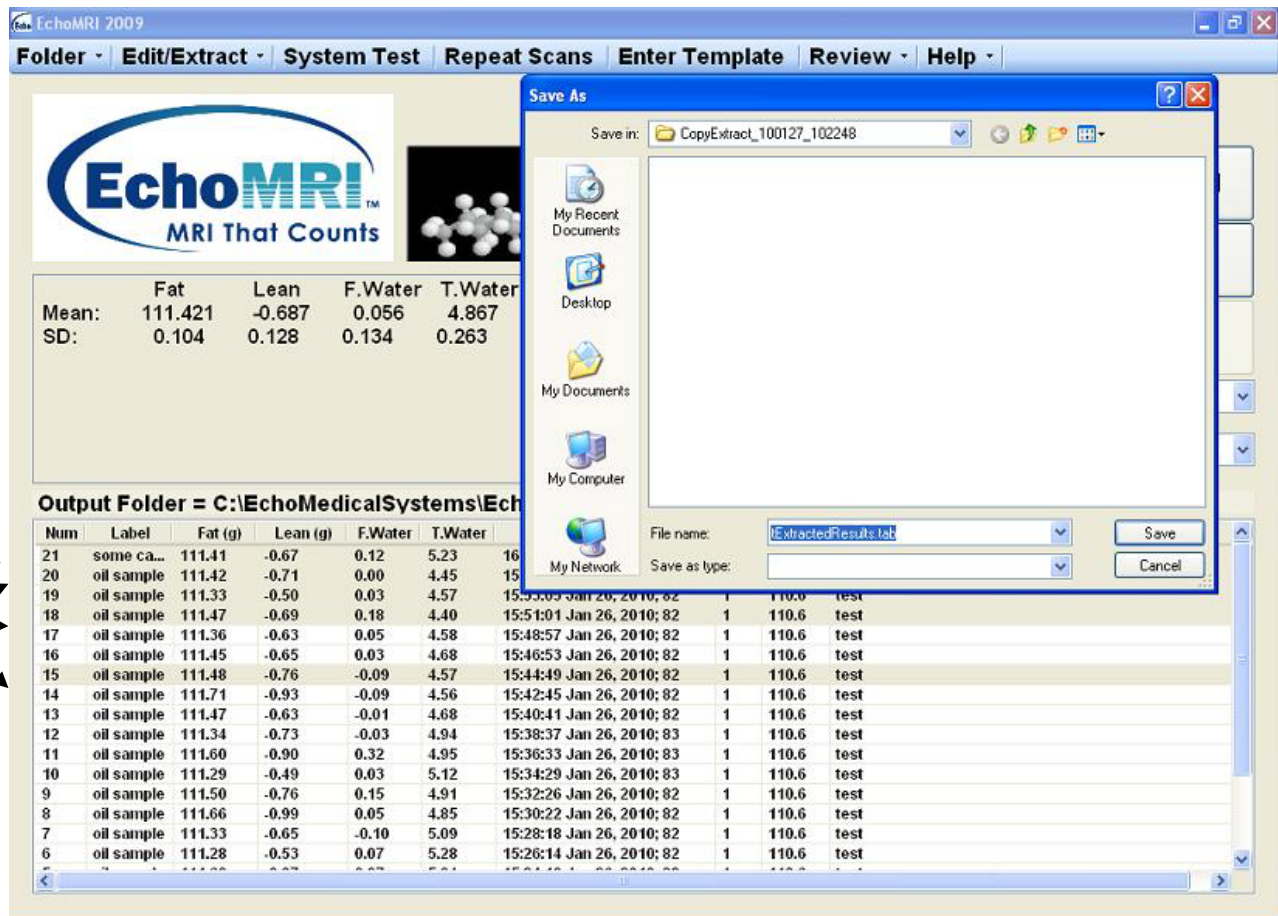 EchoMRI 2009
Folder Edit/Extract System Test Repeat Scans Enter Template Review Help
EchoMRI TM
MRI That Counts
Fat Lean F.Water T.Water
Mean: 111.421 -0.687 0.056 4.867
SD: 0.104 0.128 0.134 0.263
Save As
Save in: CopyExtract_100127_102248
My Recent
Documents
Desktop
My Documents
My Computer
My Network
File name: tExtractedResults.tab Save
Save as type: Cancel
Output Folder = C:\EchoMedicalSystems\Ech
Num Label Fat (g) Lean (g) F.Water T.Water
21 some ca... 111.41 -0.67 0.12 5.23 16
20 oil sample 111.42 -0.71 0.00 4.45 15
19 oil sample 111.33 -0.50 0.03 4.57 15:53:05 Jan 26, 2010; 82 1 110.6 test
18 oil sample 111.47 -0.69 0.18 4.40 15:51:01 Jan 26, 2010; 82 1 110.6 test
17 oil sample 111.36 -0.63 0.05 4.58 15:48:57 Jan 26, 2010; 82 1 110.6 test
16 oil sample 111.45 -0.65 0.03 4.68 15:46:53 Jan 26, 2010; 82 1 110.6 test
15 oil sample 111.48 -0.76 -0.09 4.57 15:44:49 Jan 26, 2010; 82 1 110.6 test
14 oil sample 111.71 -0.93 -0.09 4.56 15:42:45 Jan 26, 2010; 82 1 110.6 test
13 oil sample 111.47 -0.63 -0.01 4.68 15:40:41 Jan 26, 2010; 82 1 110.6 test
12 oil sample 111.34 -0.73 -0.03 4.94 15:38:37 Jan 26, 2010; 83 1 110.6 test
11 oil sample 111.60 -0.90 0.32 4.95 15:36:33 Jan 26, 2010; 83 1 110.6 test
10 oil sample 111.29 -0.49 0.03 5.12 15:34:29 Jan 26, 2010; 83 1 110.6 test
9 oil sample 111.50 -0.76 0.15 4.91 15:32:26 Jan 26, 2010; 82 1 110.6 test
8 oil sample 111.66 -0.99 0.05 4.85 15:30:22 Jan 26, 2010; 82 1 110.6 test
7 oil sample 111.33 -0.65 -0.10 5.09 15:28:18 Jan 26, 2010; 82 1 110.6 test
6 oil sample 111.28 -0.53 0.07 5.28 15:26:14 Jan 26, 2010; 82 1 110.6 test